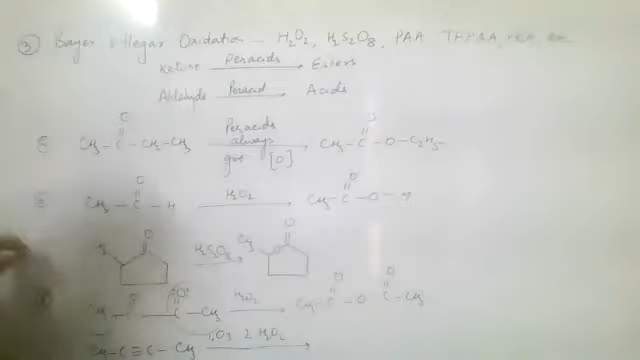 ③ Bayer Villegar Oxidation - H₂O₂, H₂S₂O₈, PAA
Ketone Peracids → Esters
Aldehyde Peracid → Acids
CH₃-C(=O)-CH₂-CH₃ Peracids always give [O] → CH₃-C(=O)-O-C₂H₅
CH₃-C(=O)-H H₂O₂ → CH₃-C(=O)-O-H
O H₂S₂O₈ → CH₃ O
C(=O)-C(=O)-CH₃ H₂O₂ → CH₃-C(=O)-O-C(=O)-CH₃
CH₃-C≡C-CH₃ 1,O₃ 2 H₂O₂ →